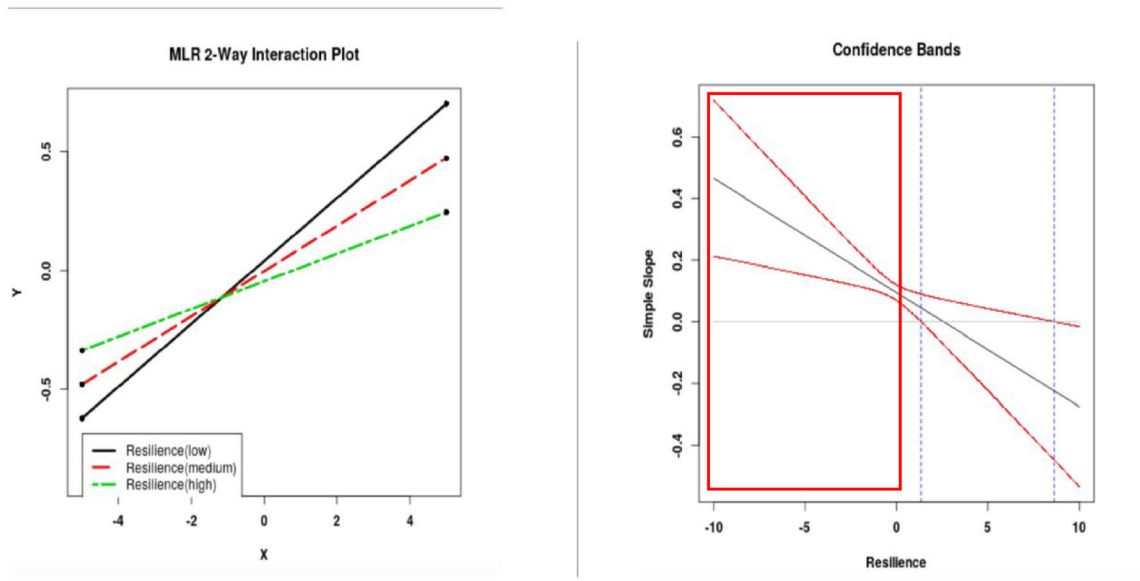 MLR 2-Way Interaction Plot
Y
0.5
0.0
-0.5
Resilience(low)
Resilience(medium)
Resilience(high)
-4
-2
0
2
4
X
Confidence Bands
Simple Slope
0.6
0.4
0.2
0.0
-0.2
-0.4
-10
-5
0
5
10
Resilience